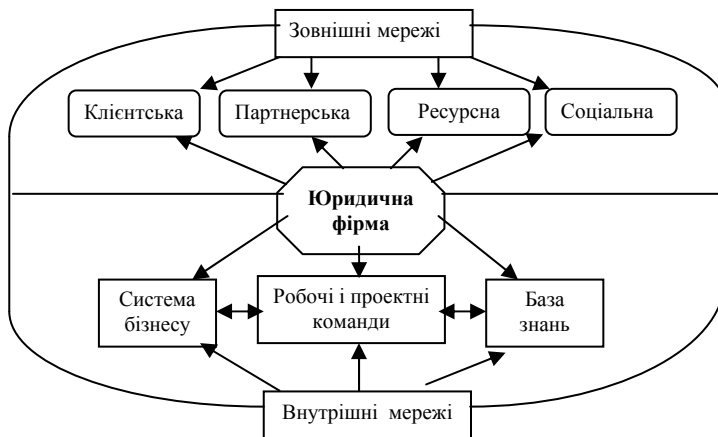 Зовнішні мережі
Клієнтська
Партнерська
Ресурсна
Соціальна
Юридична
фірма
Система
бізнесу
Робочі і проектні
команди
База
знань
Внутрішні мережі